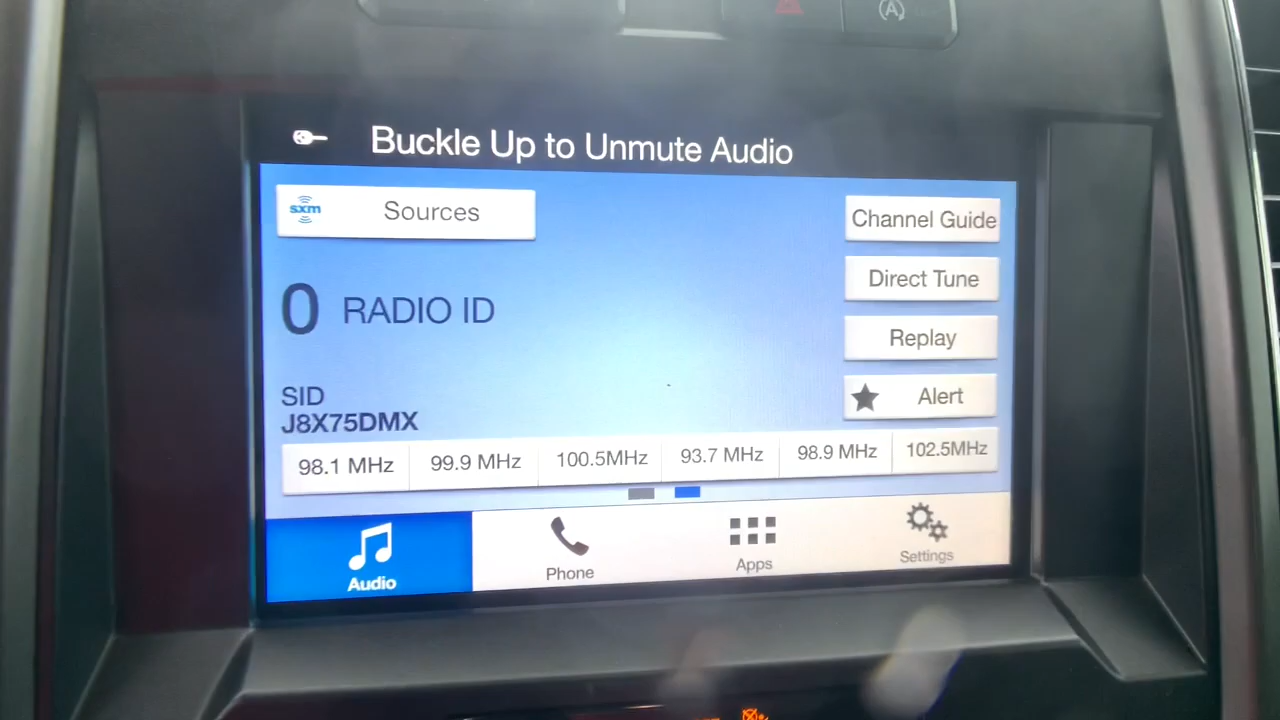 Buckle Up to Unmute Audio
sxm Sources
Channel Guide
Direct Tune
0 RADIO ID
Replay
SID
J8X75DMX
Alert
98.1 MHz 99.9 MHz 100.5MHz 93.7 MHz 98.9 MHz 102.5MHz
Audio Phone Apps Settings
A